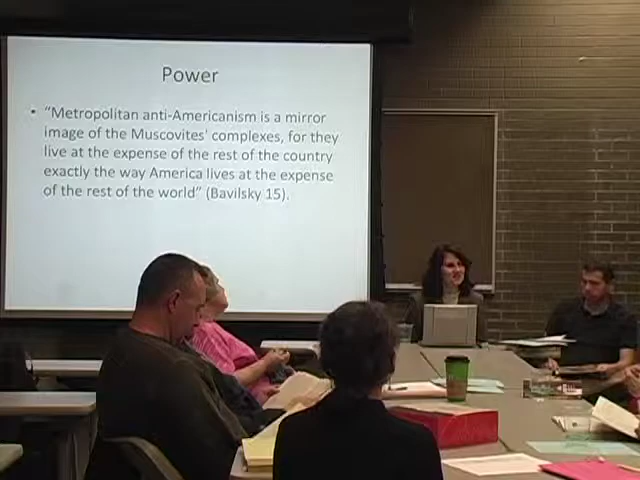 Power
• “Metropolitan anti-Americanism is a mirror
image of the Muscovites' complexes, for they
live at the expense of the rest of the country
exactly the way America lives at the expense
of the rest of the world” (Bavilsky 15).